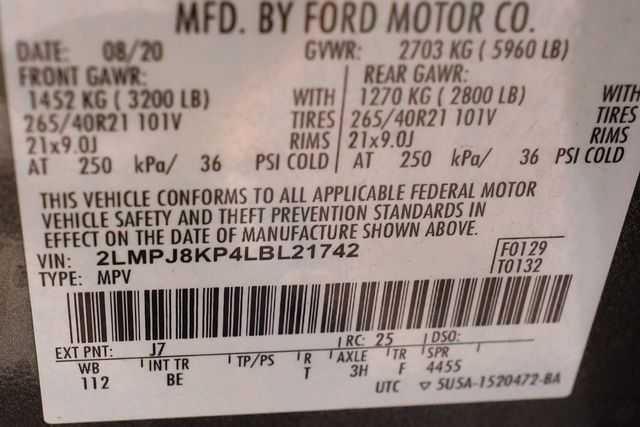 MFD. BY FORD MOTOR CO.
DATE: 08/20 GVWR: 2703 KG ( 5960 LB)
FRONT GAWR: REAR GAWR:
1452 KG ( 3200 LB) WITH 1270 KG ( 2800 LB) WITH
265/40R21 101V TIRES 265/40R21 101V TIRES
21x9.0J RIMS 21x9.0J RIMS
AT 250 kPa/ 36 PSI COLD AT 250 kPa/ 36 PSI COLD
THIS VEHICLE CONFORMS TO ALL APPLICABLE FEDERAL MOTOR
VEHICLE SAFETY AND THEFT PREVENTION STANDARDS IN
EFFECT ON THE DATE OF MANUFACTURE SHOWN ABOVE.
VIN: 2LMPJ8KP4LBL21742 F0129
TYPE: MPV T0132
EXT PNT: J7 RC: 25 DSO:
WB INT TR TP/PS R AXLE TR SPR
112 BE T 3H F 4455
UTC ▽ 5U5A-1520472-BA